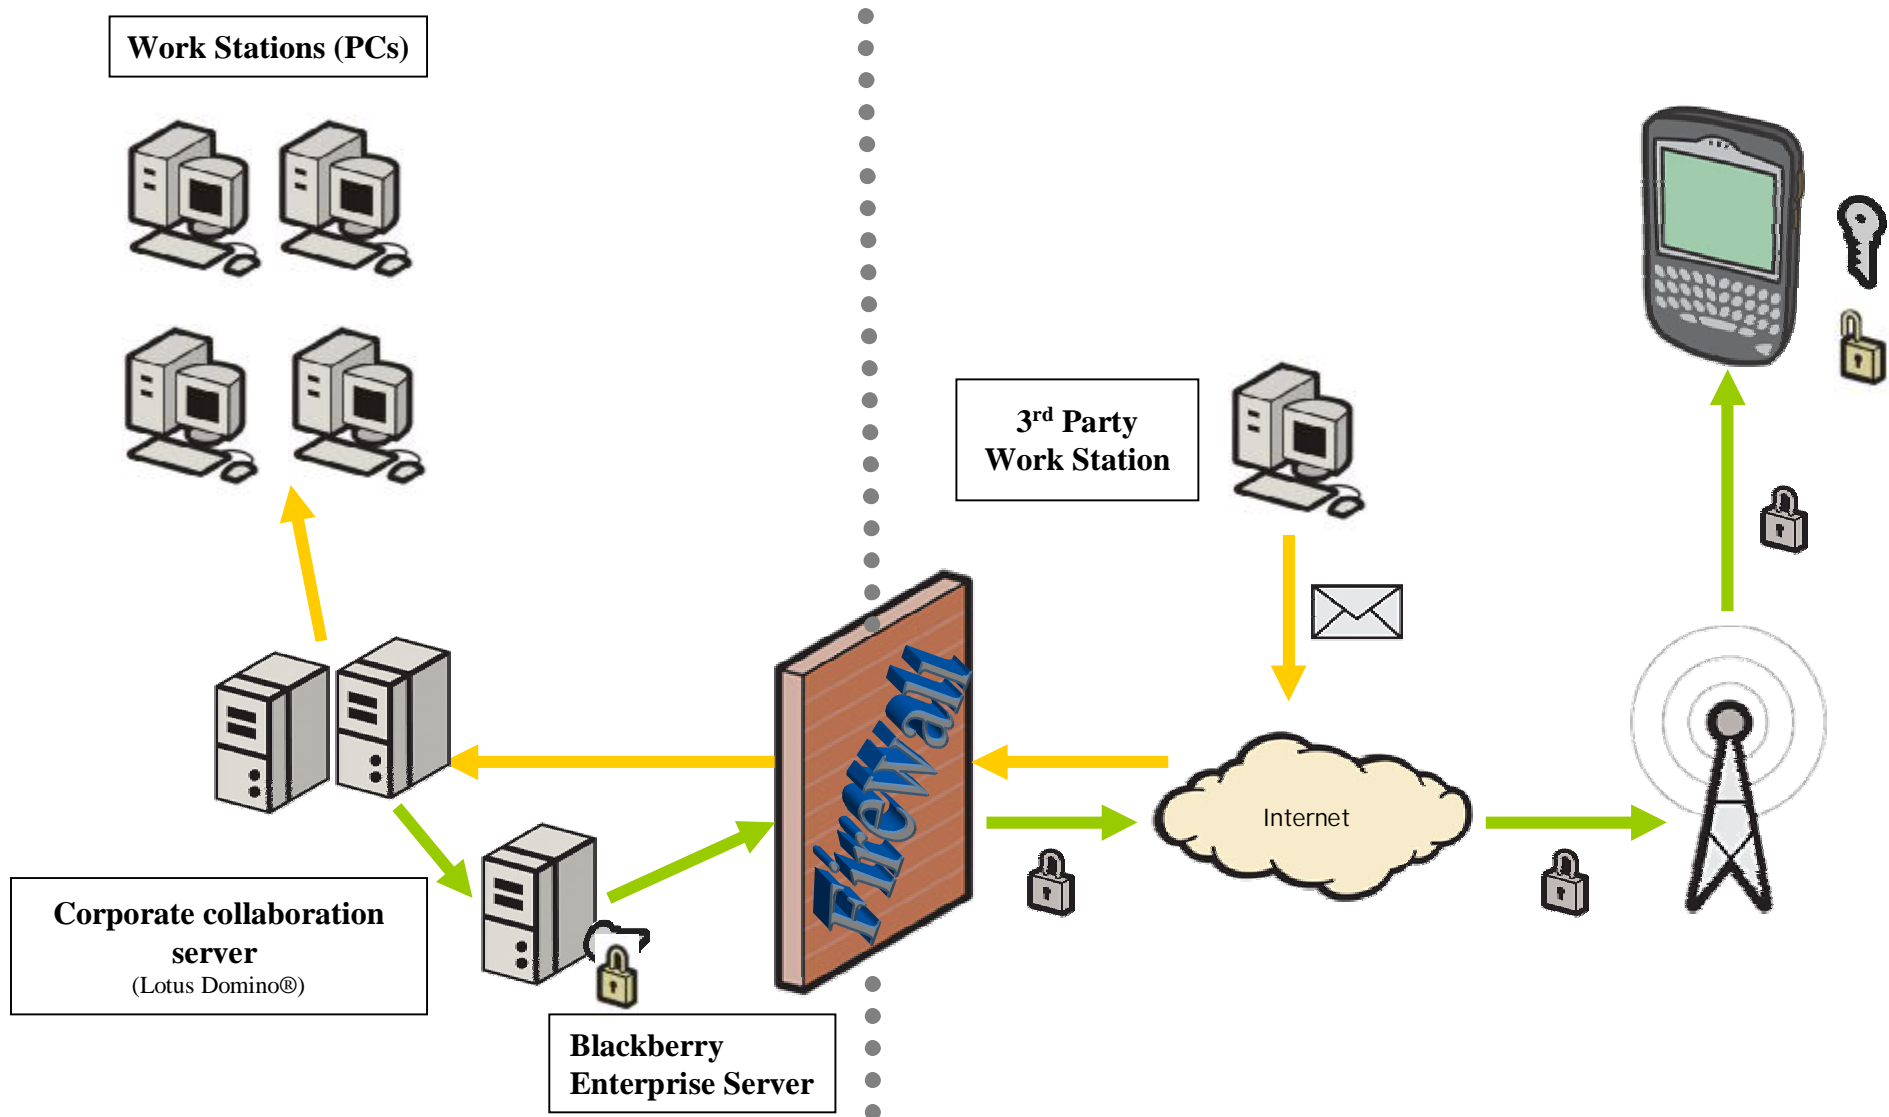 Work Stations (PCs)
3rd Party
Work Station
Firewall
Internet
Corporate collaboration
server
(Lotus Domino®)
Blackberry
Enterprise Server